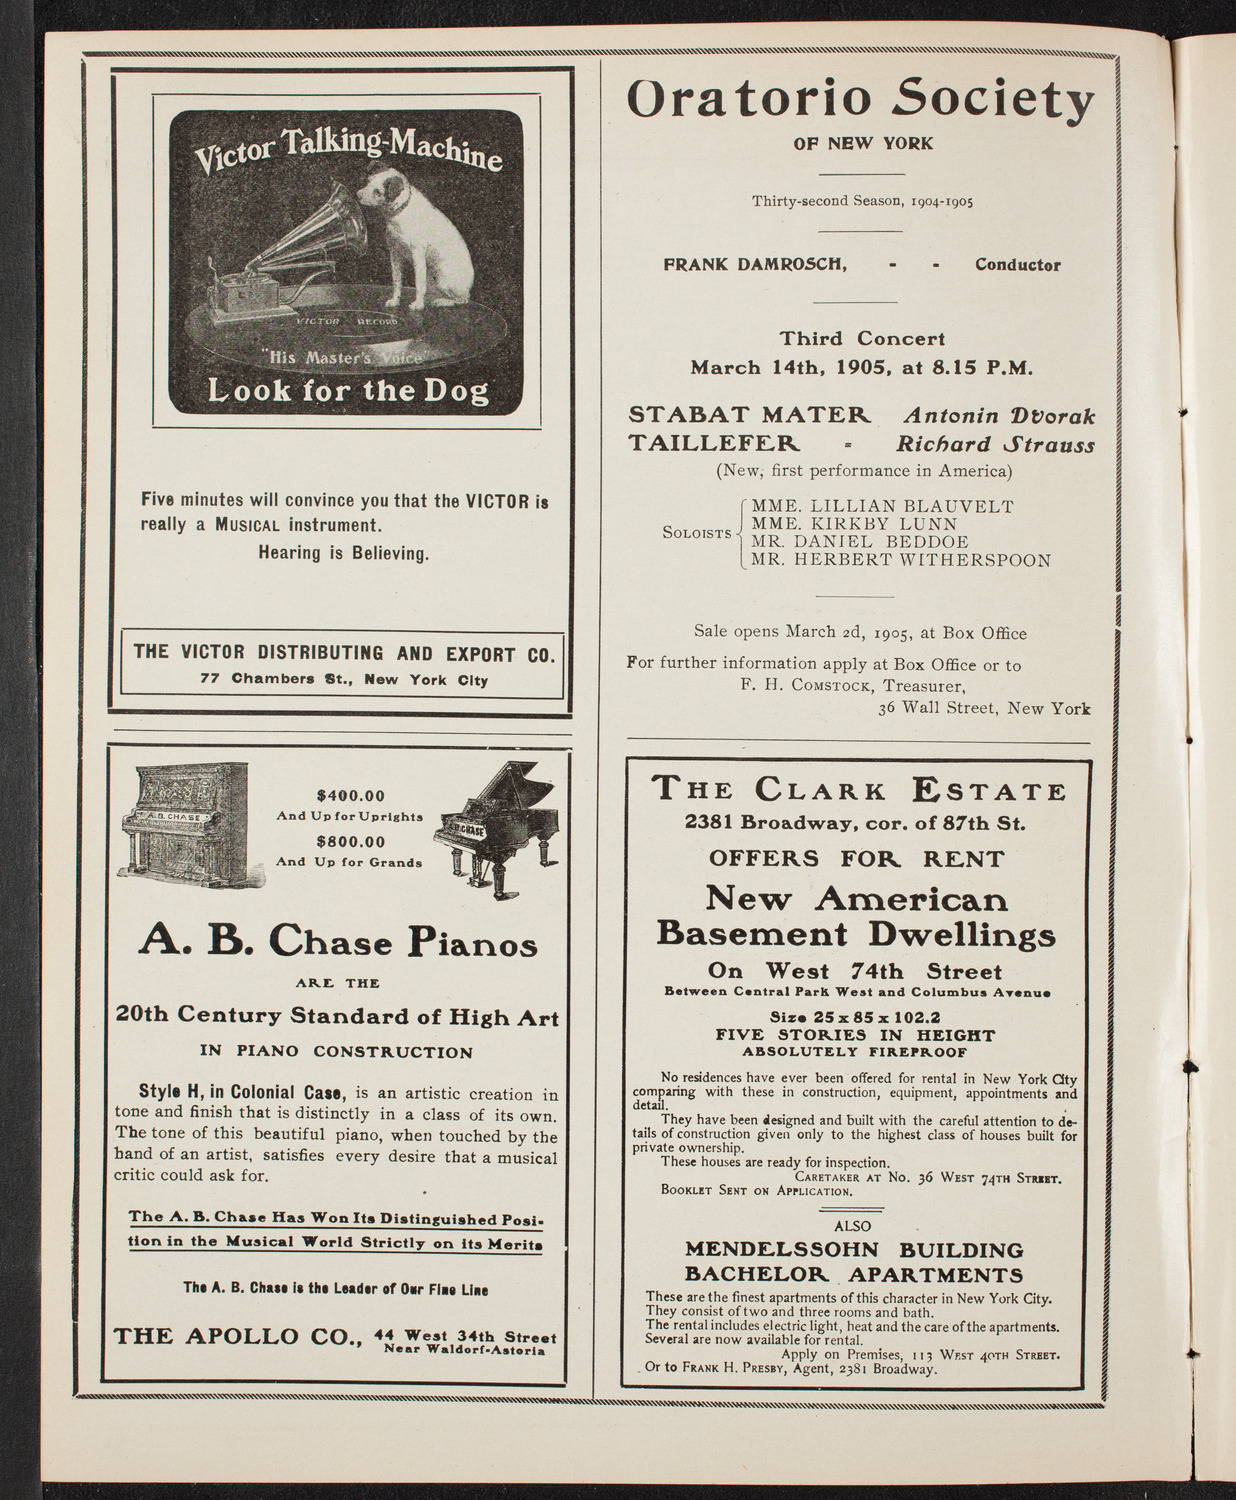 Victor Talking-Machine
VICTOR RECORD
"His Master's Voice"
Look for the Dog
Five minutes will convince you that the VICTOR is
really a MUSICAL instrument.
Hearing is Believing.
THE VICTOR DISTRIBUTING AND EXPORT CO.
77 Chambers St., New York City
A.B. CHASE
A.B. CHASE
$400.00
And Up for Uprights
$800.00
And Up for Grands
A. B. Chase Pianos
ARE THE
20th Century Standard of High Art
IN PIANO CONSTRUCTION
Style H, in Colonial Case, is an artistic creation in
tone and finish that is distinctly in a class of its own.
The tone of this beautiful piano, when touched by the
hand of an artist, satisfies every desire that a musical
critic could ask for.
The A. B. Chase Has Won Its Distinguished Posi-
tion in the Musical World Strictly on its Merits
The A. B. Chase is the Leader of Our Fine Line
THE APOLLO CO., 44 West 34th Street
Near Waldorf-Astoria
Oratorio Society
OF NEW YORK
Thirty-second Season, 1904-1905
FRANK DAMROSCH, - - Conductor
Third Concert
March 14th, 1905, at 8.15 P.M.
STABAT MATER Antonin Dvorak
TAILLEFER - Richard Strauss
(New, first performance in America)
SOLOISTS
MME. LILLIAN BLAUVELT
MME. KIRKBY LUNN
MR. DANIEL BEDDOE
MR. HERBERT WITHERSPOON
Sale opens March 2d, 1905, at Box Office
For further information apply at Box Office or to
F. H. COMSTOCK, Treasurer,
36 Wall Street, New York
THE CLARK ESTATE
2381 Broadway, cor. of 87th St.
OFFERS FOR RENT
New American
Basement Dwellings
On West 74th Street
Between Central Park West and Columbus Avenue
Size 25 x 85 x 102.2
FIVE STORIES IN HEIGHT
ABSOLUTELY FIREPROOF
No residences have ever been offered for rental in New York City
comparing with these in construction, equipment, appointments and
detail.
They have been designed and built with the careful attention to de-
tails of construction given only to the highest class of houses built for
private ownership.
These houses are ready for inspection.
CARETAKER AT No. 36 WEST 74TH STREET.
BOOKLET SENT ON APPLICATION.
ALSO
MENDELSSOHN BUILDING
BACHELOR APARTMENTS
These are the finest apartments of this character in New York City.
They consist of two and three rooms and bath.
The rental includes electric light, heat and the care of the apartments.
Several are now available for rental.
Apply on Premises, 113 WEST 40TH STREET.
Or to FRANK H. PRESBY, Agent, 2381 Broadway.